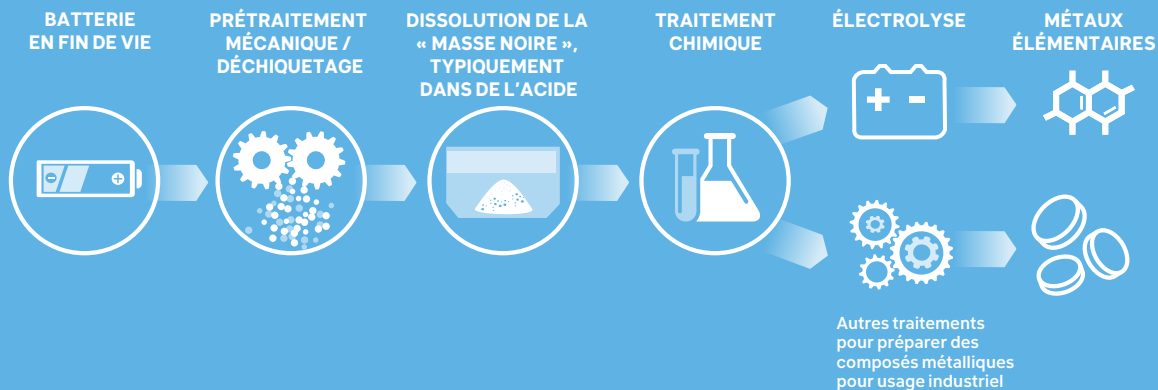 BATTERIE
EN FIN DE VIE
PRÉTRAITEMENT
MÉCANIQUE /
DÉCHIQUETAGE
DISSOLUTION DE LA
« MASSE NOIRE »,
TYPIQUEMENT
DANS DE L’ACIDE
TRAITEMENT
CHIMIQUE
ÉLECTROLYSE
MÉTAUX
ÉLÉMENTAIRES
Autres traitements
pour préparer des
composés métalliques
pour usage industriel